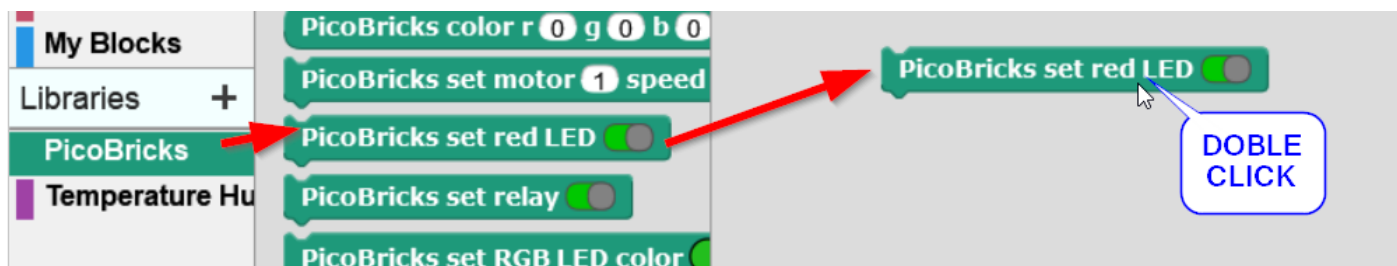 My Blocks
Libraries +
PicoBricks
Temperature Hu
PicoBricks color r 0 g 0 b 0
PicoBricks set motor 1 speed
PicoBricks set red LED
PicoBricks set relay
PicoBricks set RGB LED color
PicoBricks set red LED
DOBLE
CLICK